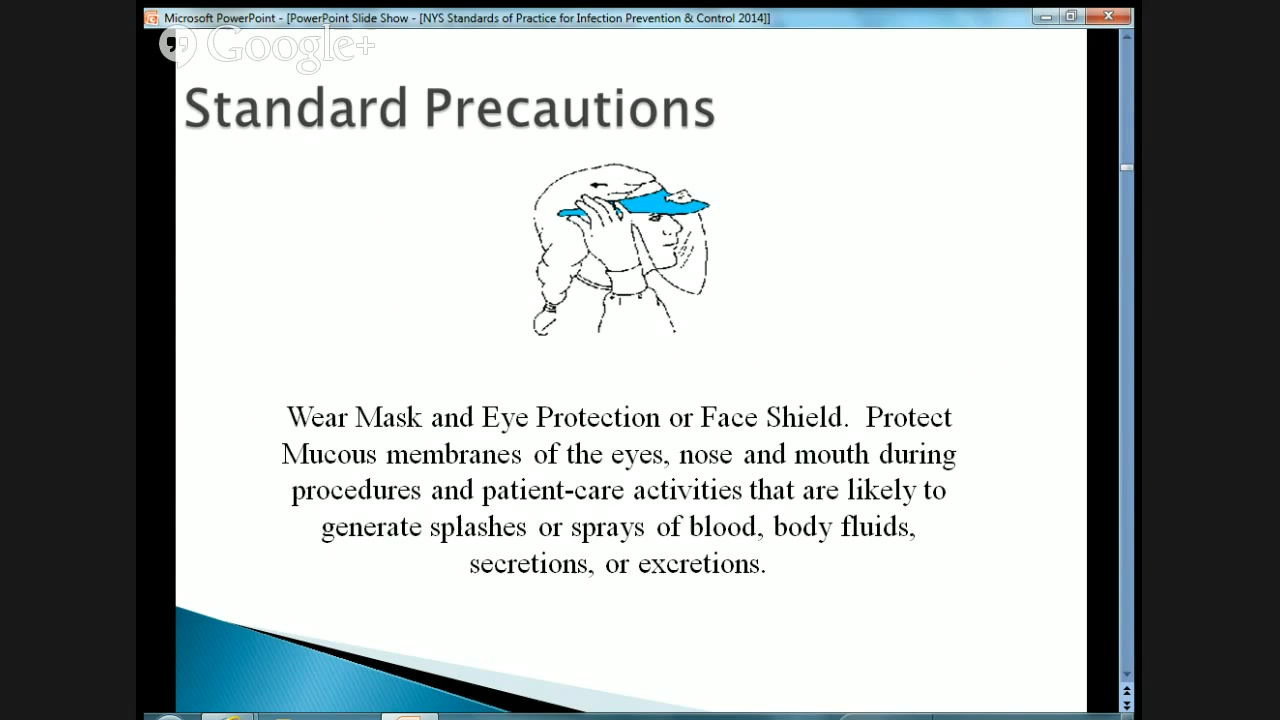 Microsoft PowerPoint - [PowerPoint Slide Show - [NYS Standards of Practice for Infection Prevention & Control 2014]]
Google+
Standard Precautions
Wear Mask and Eye Protection or Face Shield.  Protect
Mucous membranes of the eyes, nose and mouth during
procedures and patient-care activities that are likely to
generate splashes or sprays of blood, body fluids,
secretions, or excretions.